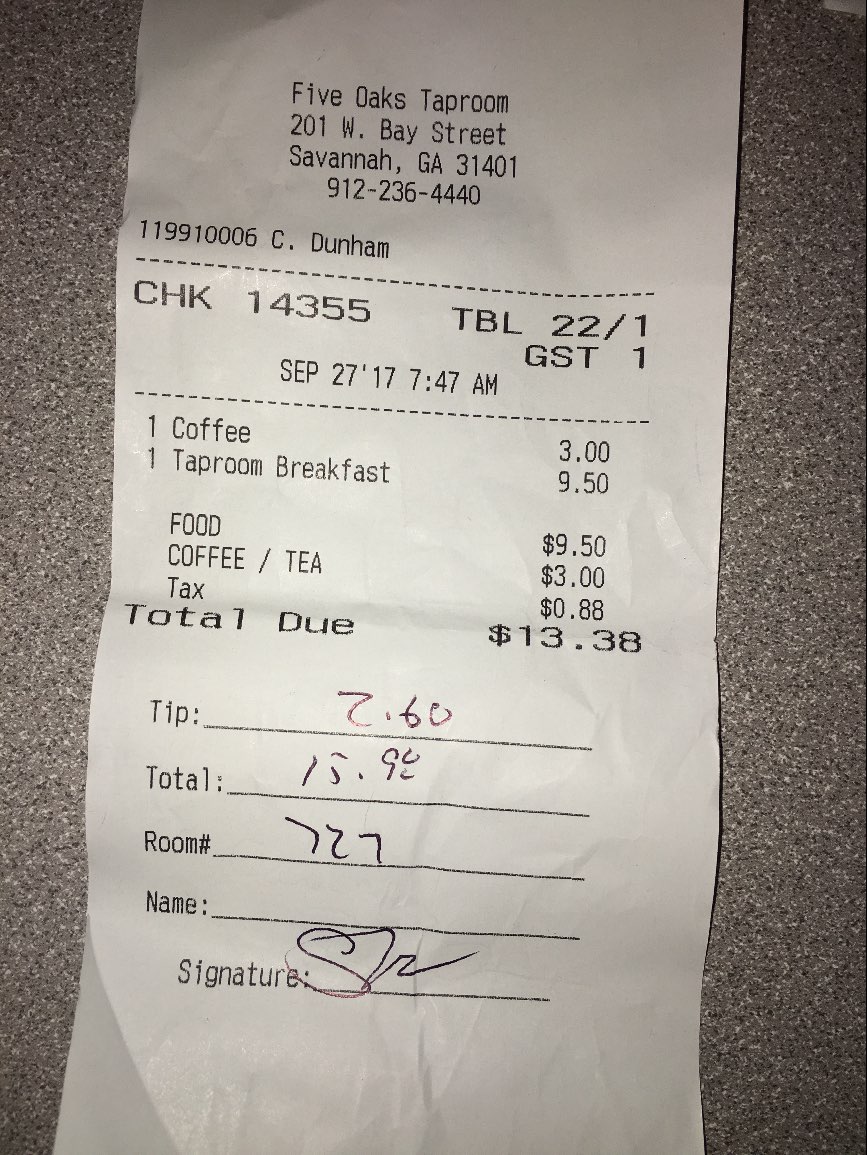 Five Oaks Taproom
201 W. Bay Street
Savannah, GA 31401
912-236-4440
119910006 C. Dunham
CHK 14355 TBL 22/1
GST 1
SEP 27'17 7:47 AM
1 Coffee 3.00
1 Taproom Breakfast 9.50
FOOD $9.50
COFFEE / TEA $3.00
Tax $0.88
Total Due $13.38
Tip: 2.60
Total: 15.98
Room# 727
Name:
Signature: